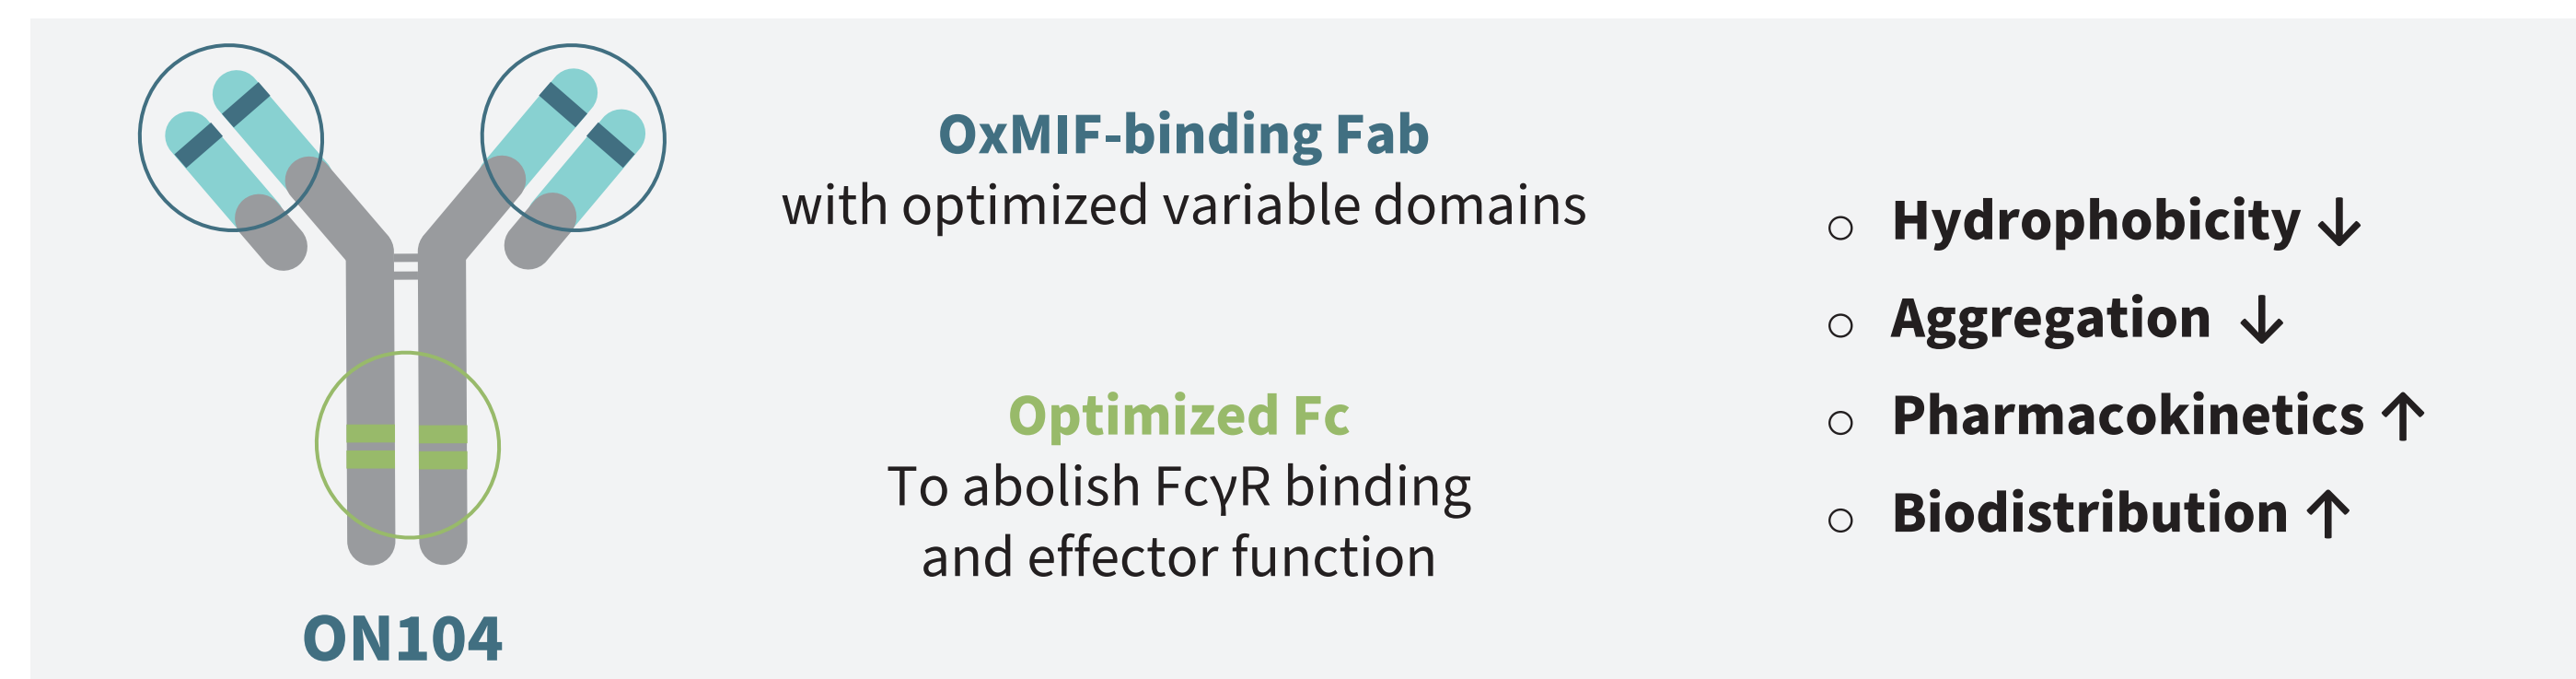 OxMIF-binding Fab
with optimized variable domains
Optimized Fc
To abolish FcγR binding
and effector function
○ Hydrophobicity ↓
○ Aggregation ↓
○ Pharmacokinetics ↑
○ Biodistribution ↑
ON104